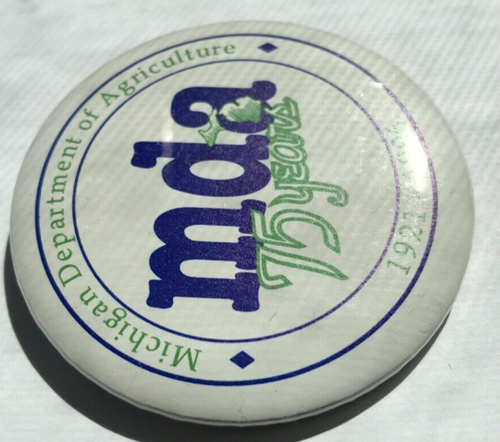 Michigan Department of Agriculture
mda
75 years
1921